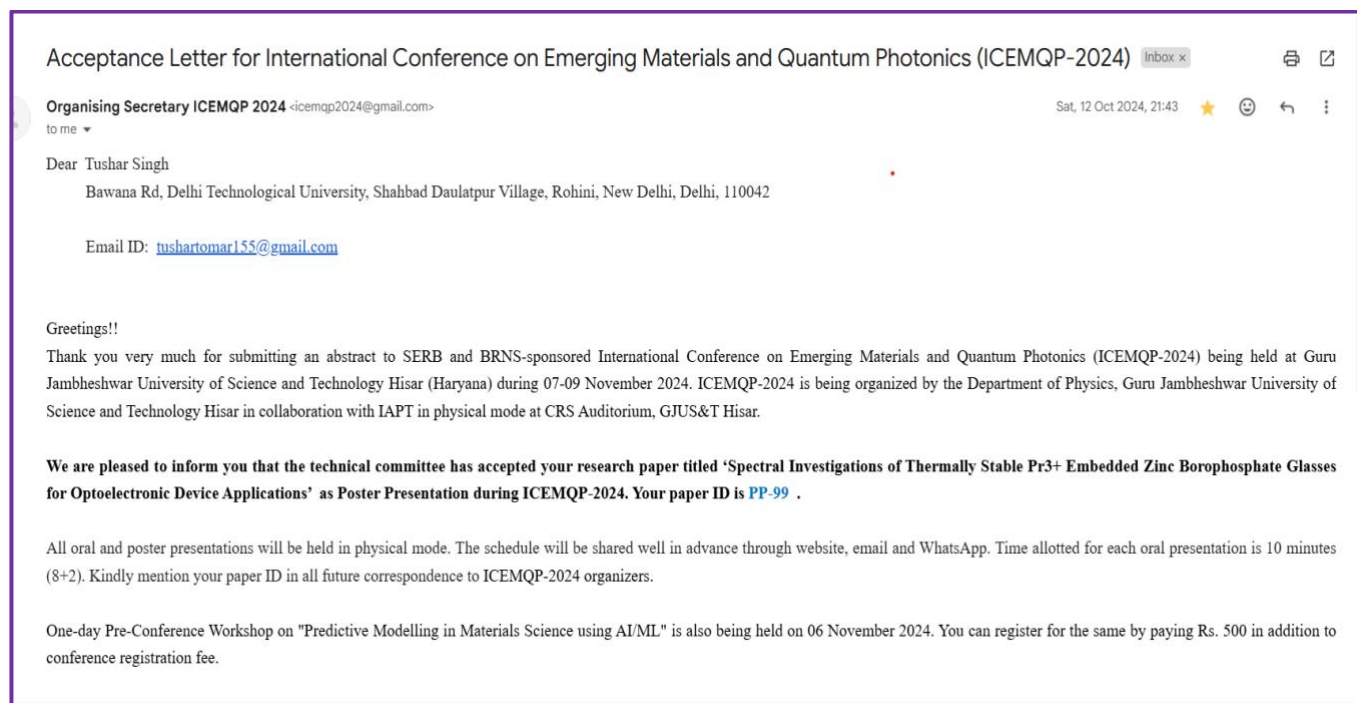 Acceptance Letter for International Conference on Emerging Materials and Quantum Photonics (ICEMQP-2024) Inbox ×
Organising Secretary ICEMQP 2024 <icemqp2024@gmail.com> Sat, 12 Oct 2024, 21:43
to me
Dear Tushar Singh
Bawana Rd, Delhi Technological University, Shahbad Daulatpur Village, Rohini, New Delhi, Delhi, 110042
Email ID: tushartomar155@gmail.com
Greetings!!
Thank you very much for submitting an abstract to SERB and BRNS-sponsored International Conference on Emerging Materials and Quantum Photonics (ICEMQP-2024) being held at Guru
Jambheshwar University of Science and Technology Hisar (Haryana) during 07-09 November 2024. ICEMQP-2024 is being organized by the Department of Physics, Guru Jambheshwar University of
Science and Technology Hisar in collaboration with IAPT in physical mode at CRS Auditorium, GJUS&T Hisar.
We are pleased to inform you that the technical committee has accepted your research paper titled ‘Spectral Investigations of Thermally Stable Pr3+ Embedded Zinc Borophosphate Glasses
for Optoelectronic Device Applications’ as Poster Presentation during ICEMQP-2024. Your paper ID is PP-99 .
All oral and poster presentations will be held in physical mode. The schedule will be shared well in advance through website, email and WhatsApp. Time allotted for each oral presentation is 10 minutes
(8+2). Kindly mention your paper ID in all future correspondence to ICEMQP-2024 organizers.
One-day Pre-Conference Workshop on "Predictive Modelling in Materials Science using AI/ML" is also being held on 06 November 2024. You can register for the same by paying Rs. 500 in addition to
conference registration fee.